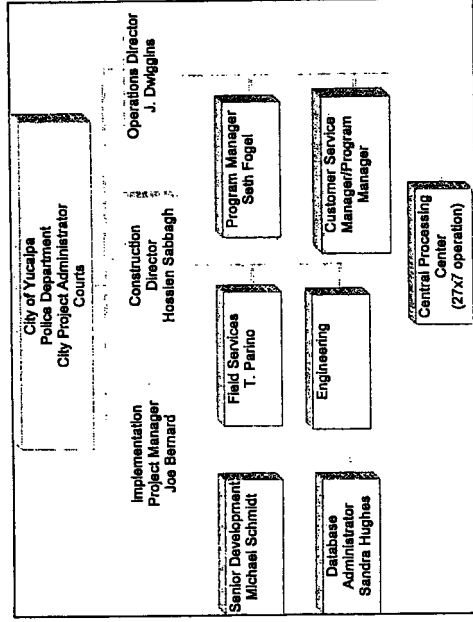 City of Yucaipa
Police Department
City Project Administrator
Courts
Implementation
Project Manager
Joe Bernard
Construction
Director
Hossien Sabbagh
Operations Director
J. Dwiggins
Senior Development
Michael Schmidt
Field Services
T. Parino
Program Manager
Seth Fogel
Database
Administrator
Sandra Hughes
Engineering
Customer Service
Manager/Program
Manager
Central Processing
Center
(27x7 operation)